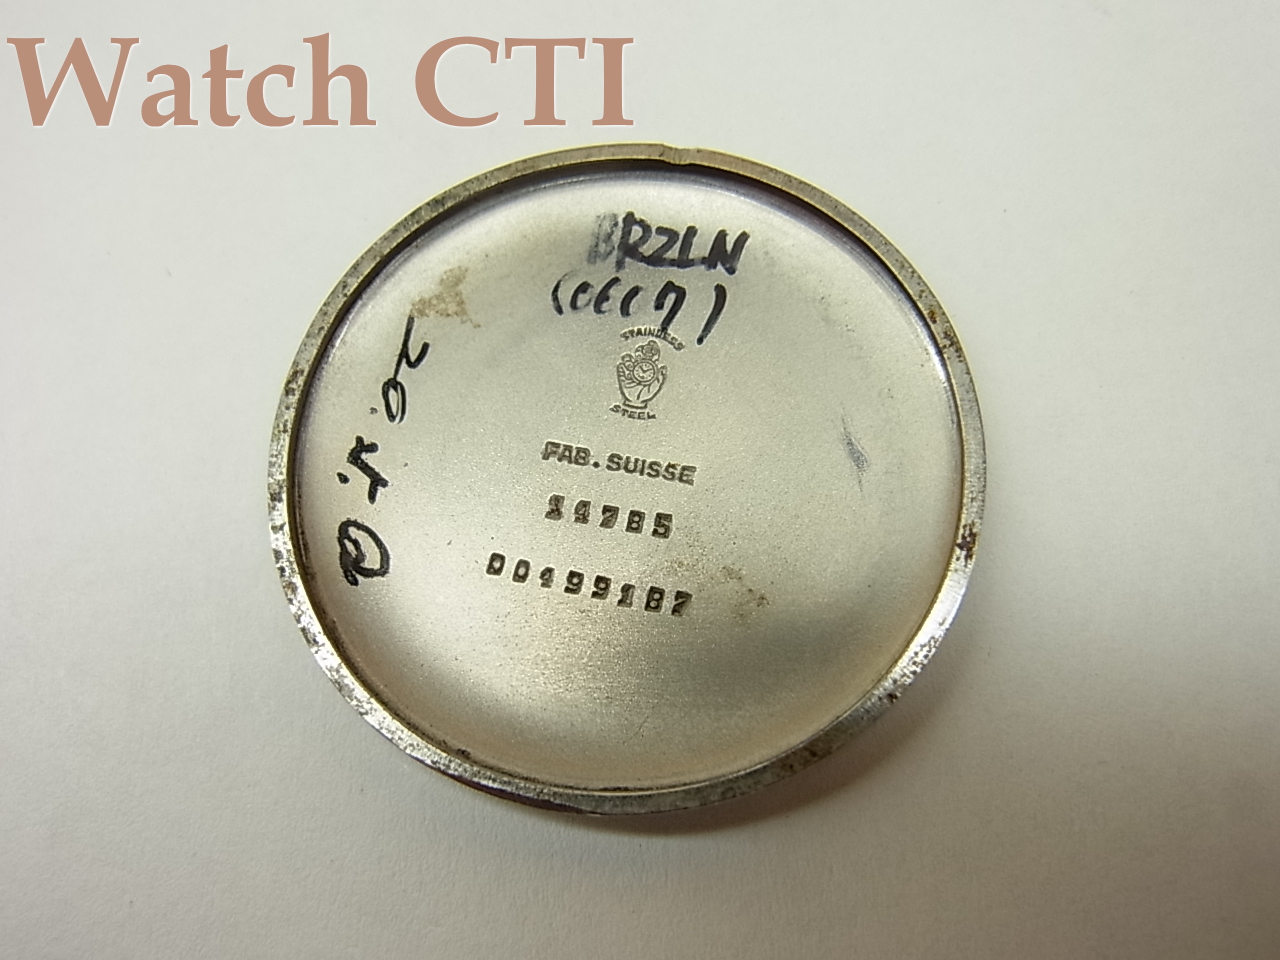 Watch CTI
BRZLN
STAINLESS
STEEL
FAB. SUISSE
14785
00499187